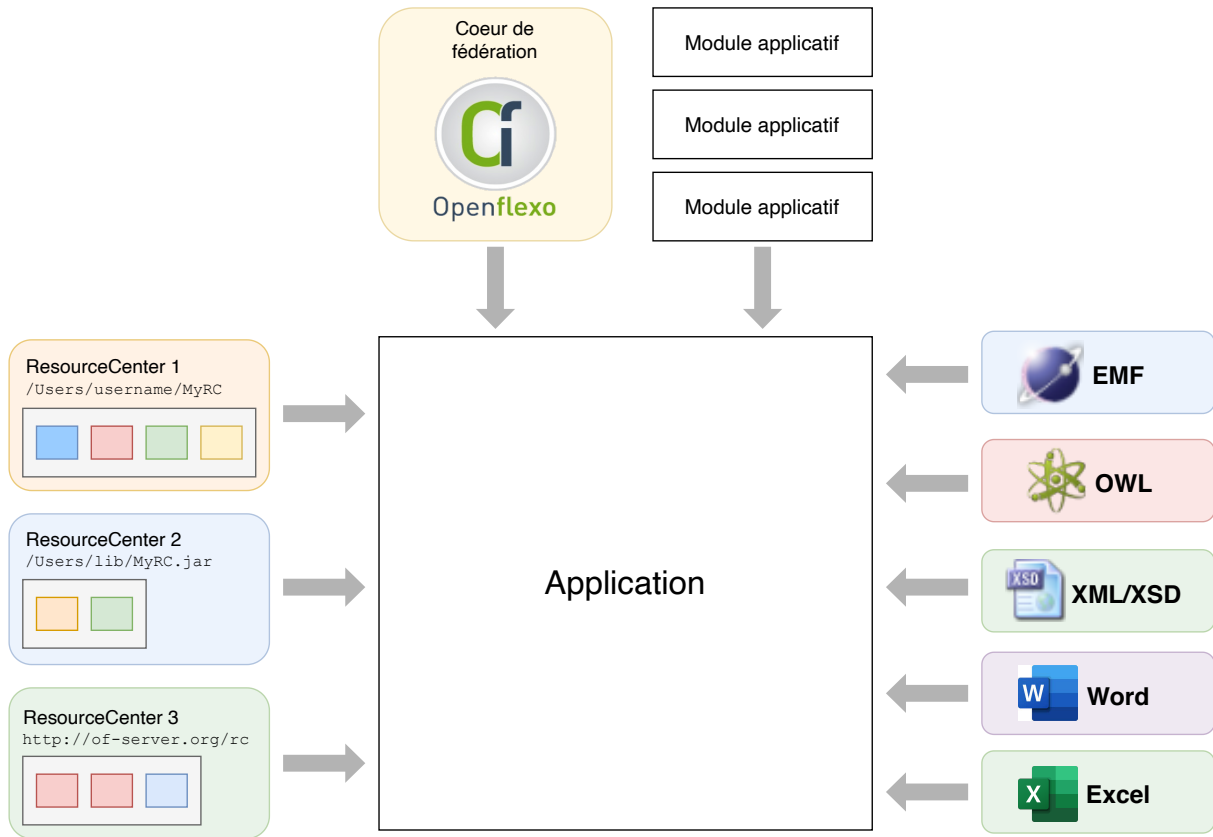 Coeur de
fédération
Openflexo
Module applicatif
Module applicatif
Module applicatif
ResourceCenter 1
/Users/username/MyRC
ResourceCenter 2
/Users/lib/MyRC.jar
ResourceCenter 3
http://of-server.org/rc
Application
EMF
OWL
XSD
XML/XSD
W
Word
X
Excel